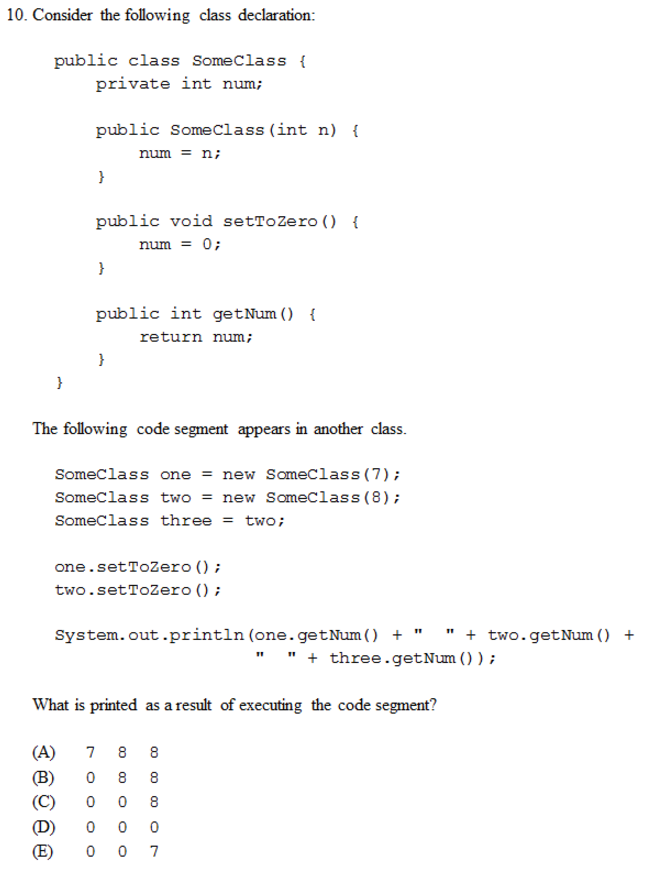 10. Consider the following class declaration:
public class SomeClass {
private int num;
public SomeClass(int n) {
num = n;
}
public void setToZero() {
num = 0;
}
public int getNum() {
return num;
}
}
The following code segment appears in another class.
SomeClass one = new SomeClass(7);
SomeClass two = new SomeClass(8);
SomeClass three = two;
one.setToZero();
two.setToZero();
System.out.println(one.getNum() + "  " + two.getNum() +
"  " + three.getNum());
What is printed as a result of executing the code segment?
(A) 7 8 8
(B) 0 8 8
(C) 0 0 8
(D) 0 0 0
(E) 0 0 7